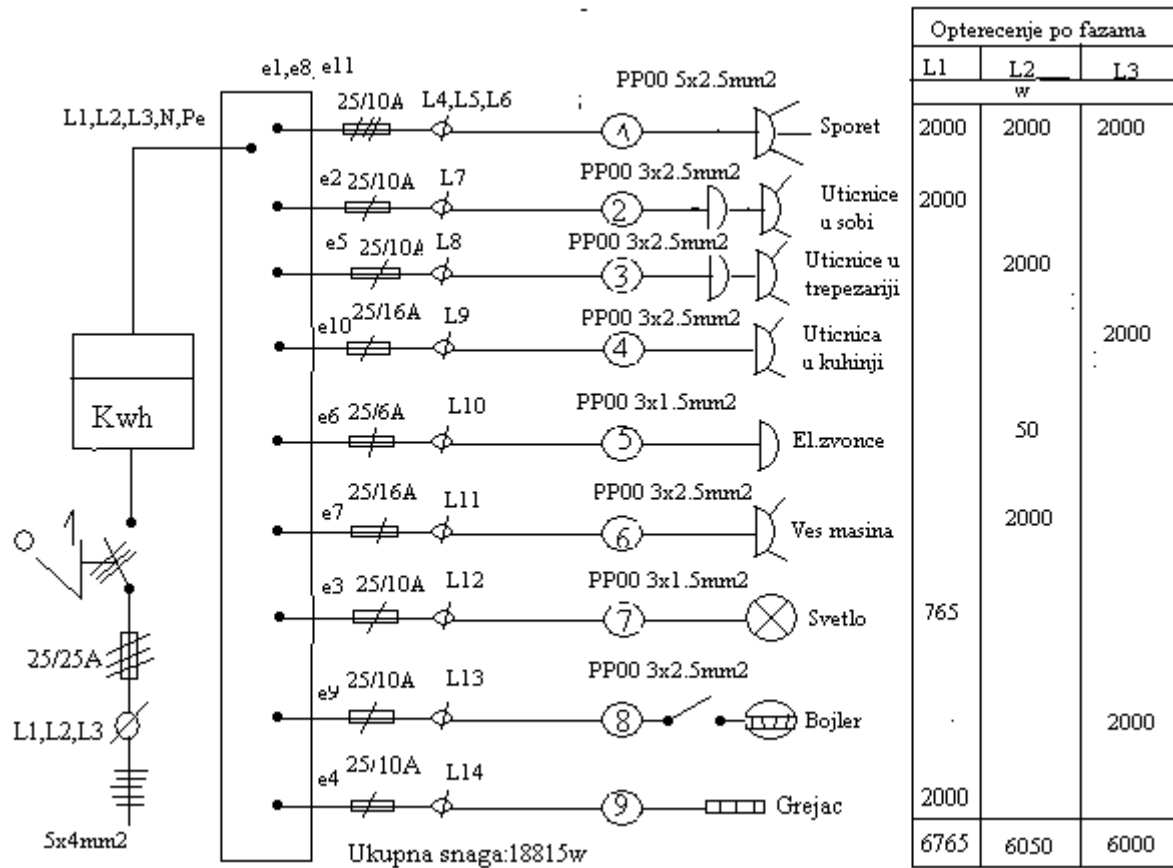 Opterecenje po fazama
L1 L2 L3
w
e1,e8 e11
PP00 5x2.5mm2
25/10A L4,L5,L6
L1,L2,L3,N,Pe
1 Sporet 2000 2000 2000
e2 25/10A L7 PP00 3x2.5mm2
2 Uticnice
u sobi
2000
e5 25/10A L8 PP00 3x2.5mm2
3 Uticnice u
trepezariji
2000
e10 25/16A L9 PP00 3x2.5mm2
4 Uticnica
u kuhinji
2000
Kwh
e6 25/6A L10 PP00 3x1.5mm2
5 El.zvonce 50
e7 25/16A L11 PP00 3x2.5mm2
6 Ves masina 2000
O 1
e3 25/10A L12 PP00 3x1.5mm2
7 Svetlo 765
25/25A
e9 25/10A L13 PP00 3x2.5mm2
8 Bojler 2000
L1,L2,L3
e4 25/10A L14
9 Grejac 2000
5x4mm2
Ukupna snaga:18815w
6765 6050 6000